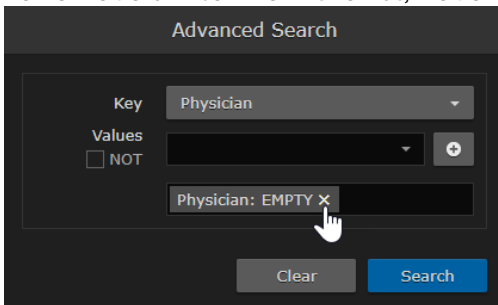 Advanced Search
Key
Physician
Values
NOT
Physician: EMPTY ×
Clear
Search